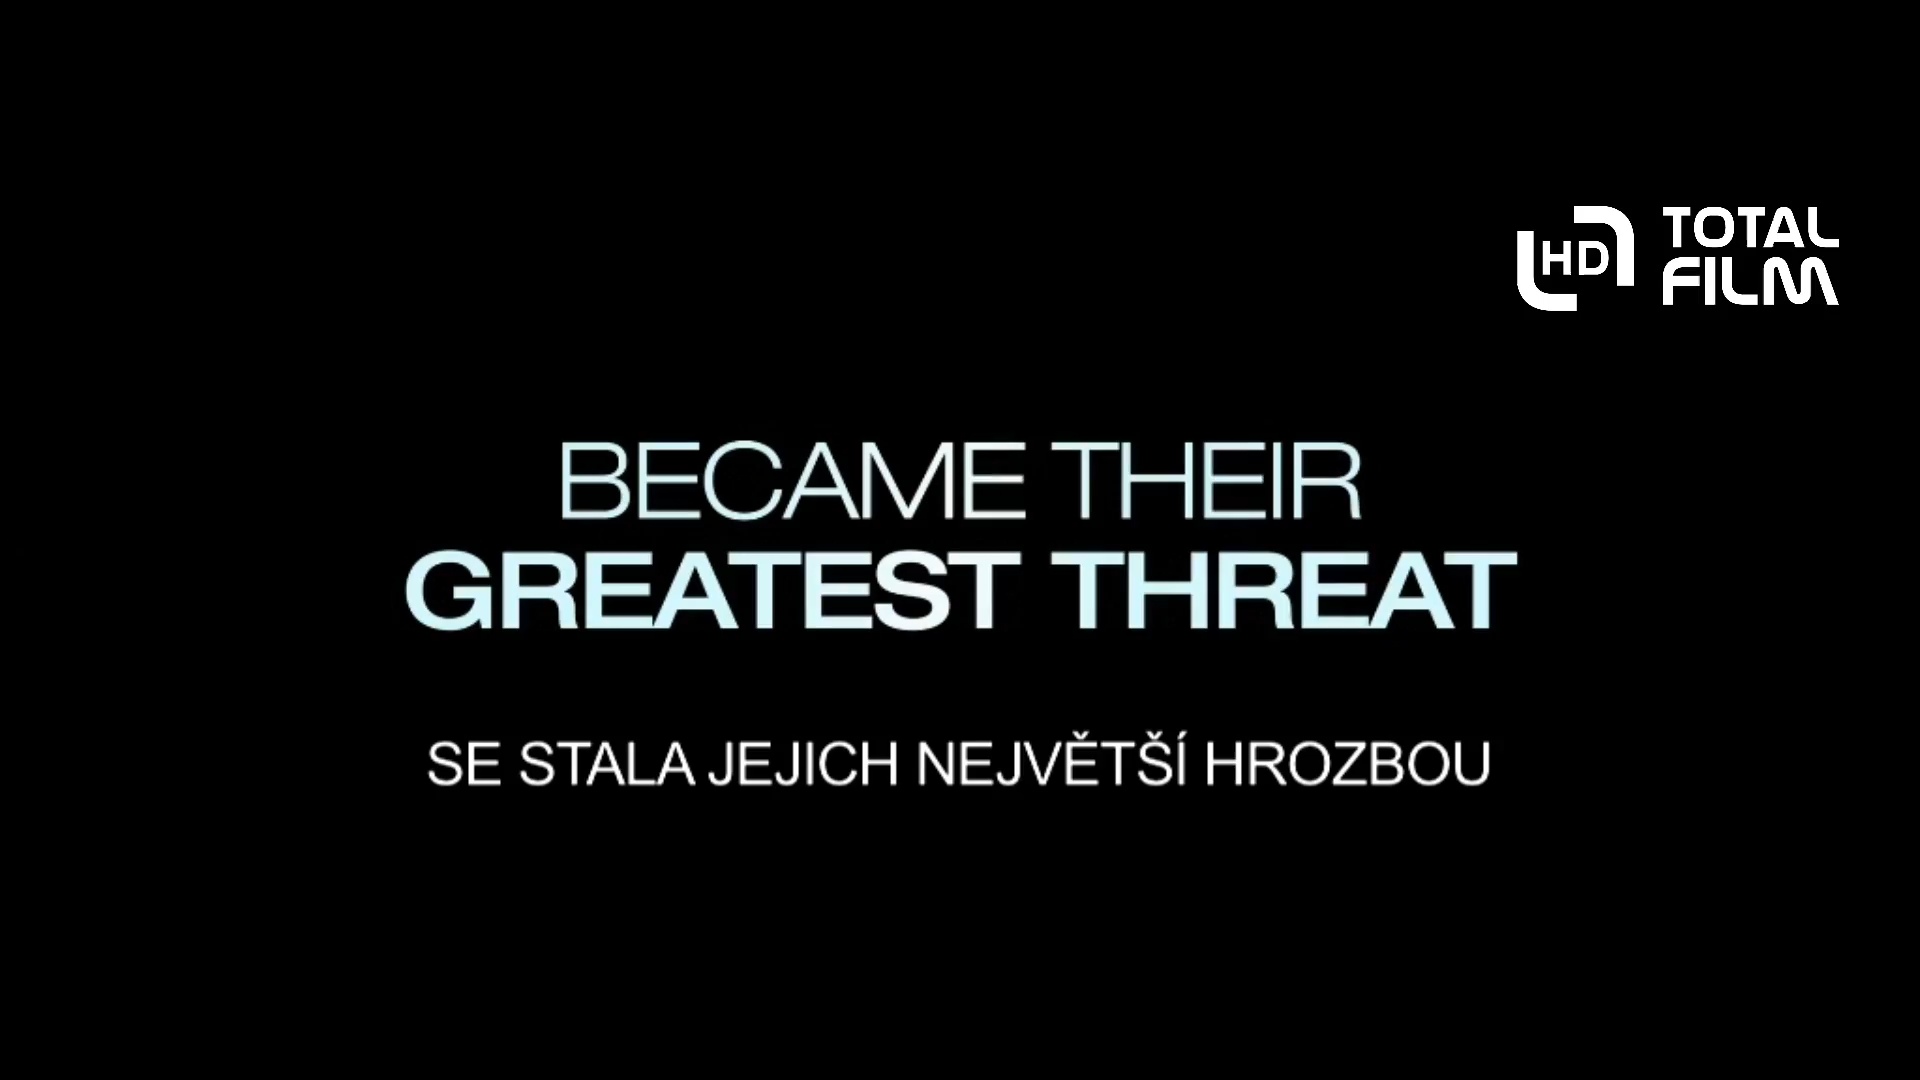 HD TOTAL
FILM
BECAME THEIR
GREATEST THREAT
SE STALA JEJICH NEJVĚTŠÍ HROZBOU